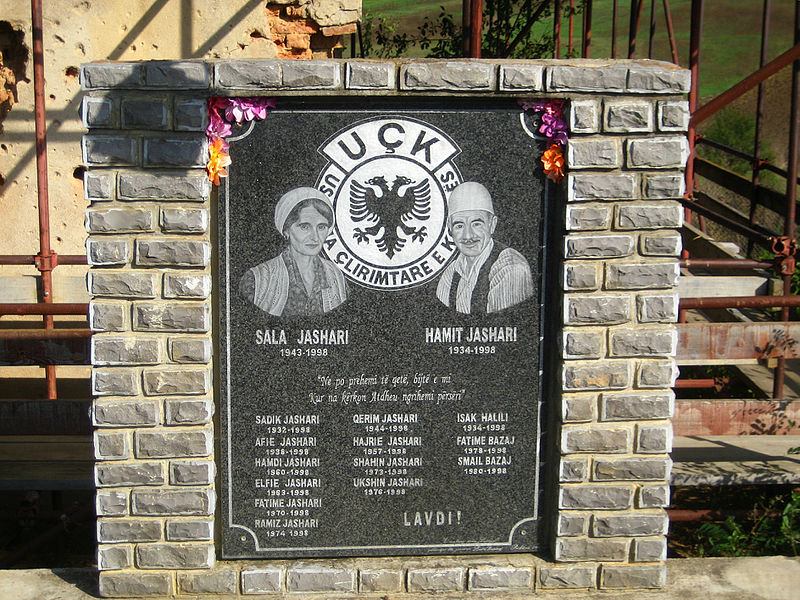 UÇK
US
A ÇLIRIMTARE E K
ËS
SALA JASHARI
1943-1998
HAMIT JASHARI
1934-1998
"Ne po prehemi të qetë, bijtë e mi
Kur na kërkon Atdheu ngrihemi përsëri"
SADIK JASHARI
1932-1998
AFIE JASHARI
1938-1998
HAMDI JASHARI
1960-1998
ELFIE JASHARI
1963-1998
FATIME JASHARI
1970-1998
RAMIZ JASHARI
1974 1998
QERIM JASHARI
1944-1998
HAJRIE JASHARI
1957-1998
SHAHIN JASHARI
1973-1998
UKSHIN JASHARI
1976-1998
ISAK HALILI
1934-1998
FATIME BAZAJ
1978-1998
SMAIL BAZAJ
1980-1998
LAVDI!